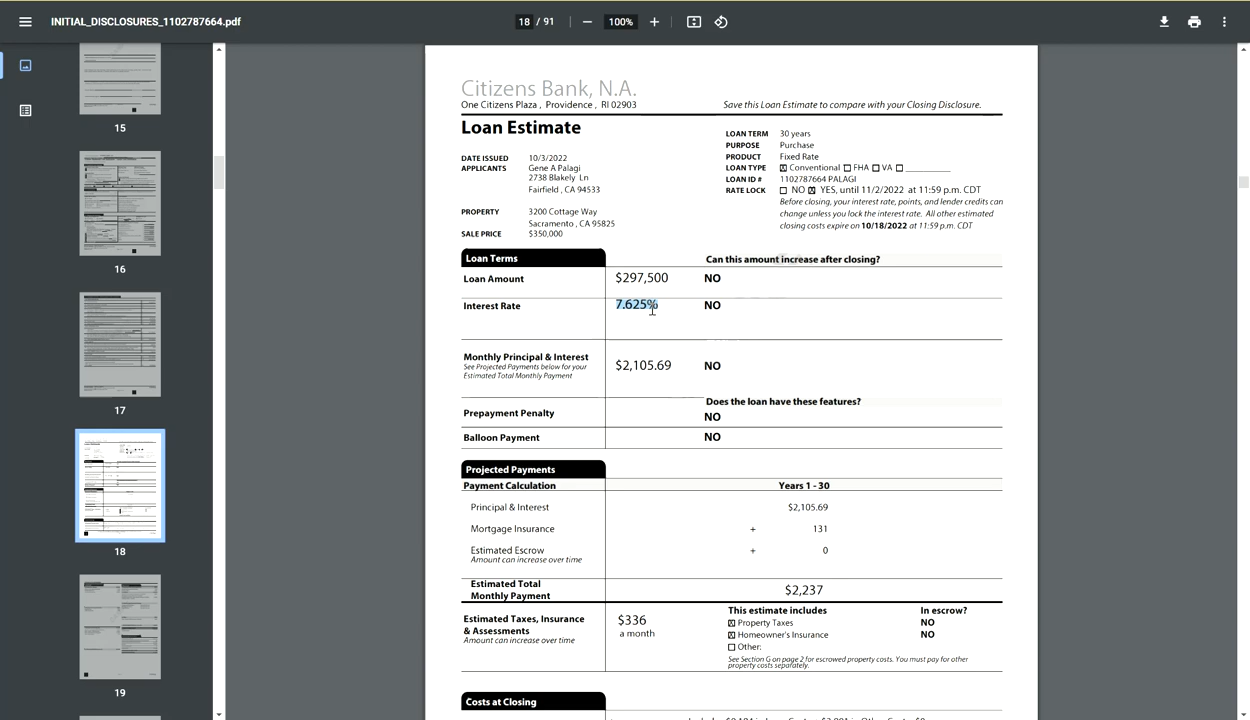 INITIAL_DISCLOSURES_1102787664.pdf
18 / 91
100%
15
16
17
18
19
Citizens Bank, N.A.
One Citizens Plaza , Providence , RI 02903
Save this Loan Estimate to compare with your Closing Disclosure.
Loan Estimate
DATE ISSUED 10/3/2022
APPLICANTS Gene A Palagi
2738 Blakely Ln
Fairfield , CA 94533
PROPERTY 3200 Cottage Way
Sacramento , CA 95825
SALE PRICE $350,000
LOAN TERM 30 years
PURPOSE Purchase
PRODUCT Fixed Rate
LOAN TYPE ☒ Conventional ☐ FHA ☐ VA ☐ __________
LOAN ID # 1102787664 PALAGI
RATE LOCK ☐ NO ☒ YES, until 11/2/2022 at 11:59 p.m. CDT
Before closing, your interest rate, points, and lender credits can
change unless you lock the interest rate. All other estimated
closing costs expire on 10/18/2022 at 11:59 p.m. CDT
Loan Terms Can this amount increase after closing?
Loan Amount $297,500 NO
Interest Rate 7.625% NO
Monthly Principal & Interest $2,105.69 NO
See Projected Payments below for your
Estimated Total Monthly Payment
Does the loan have these features?
Prepayment Penalty NO
Balloon Payment NO
Projected Payments
Payment Calculation Years 1 - 30
Principal & Interest $2,105.69
Mortgage Insurance + 131
Estimated Escrow + 0
Amount can increase over time
Estimated Total
Monthly Payment $2,237
Estimated Taxes, Insurance
& Assessments
Amount can increase over time
$336
a month
This estimate includes In escrow?
☒ Property Taxes NO
☒ Homeowner's Insurance NO
☐ Other:
See Section G on page 2 for escrowed property costs. You must pay for other
property costs separately.
Costs at Closing